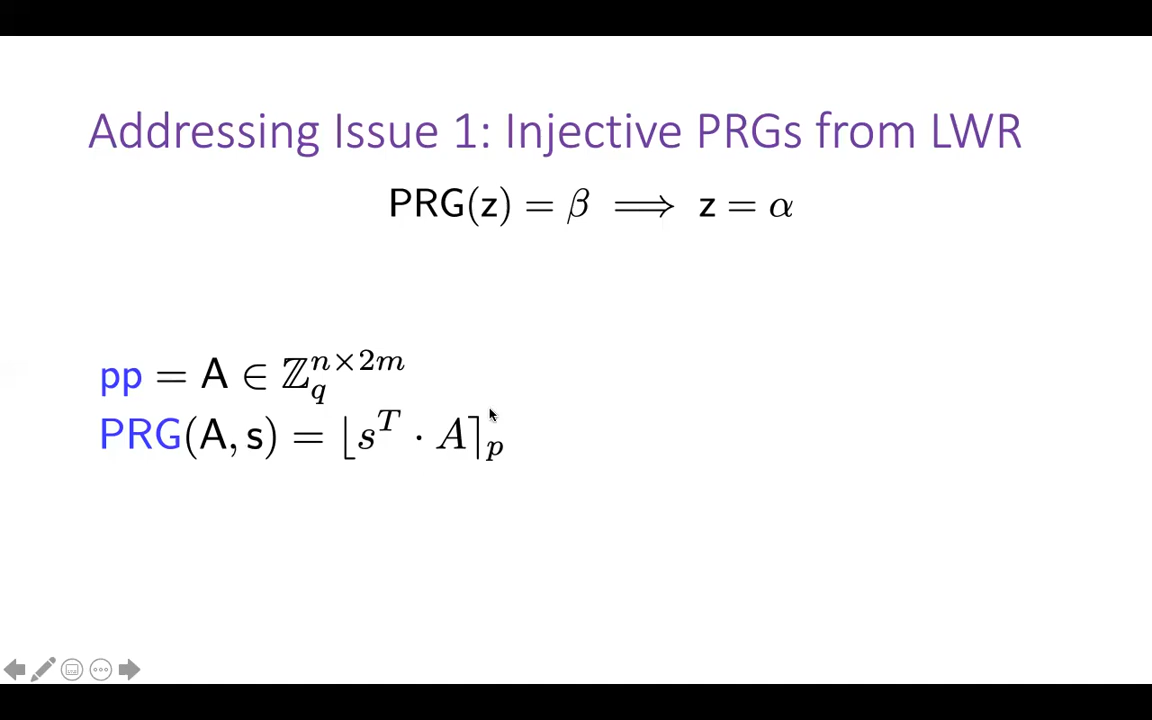 Addressing Issue 1: Injective PRGs from LWR
PRG(z) = β ⟹ z = α
pp = A ∈ ℤ_q^{n×2m}
PRG(A, s) = ⌊s^T · A⌉_p